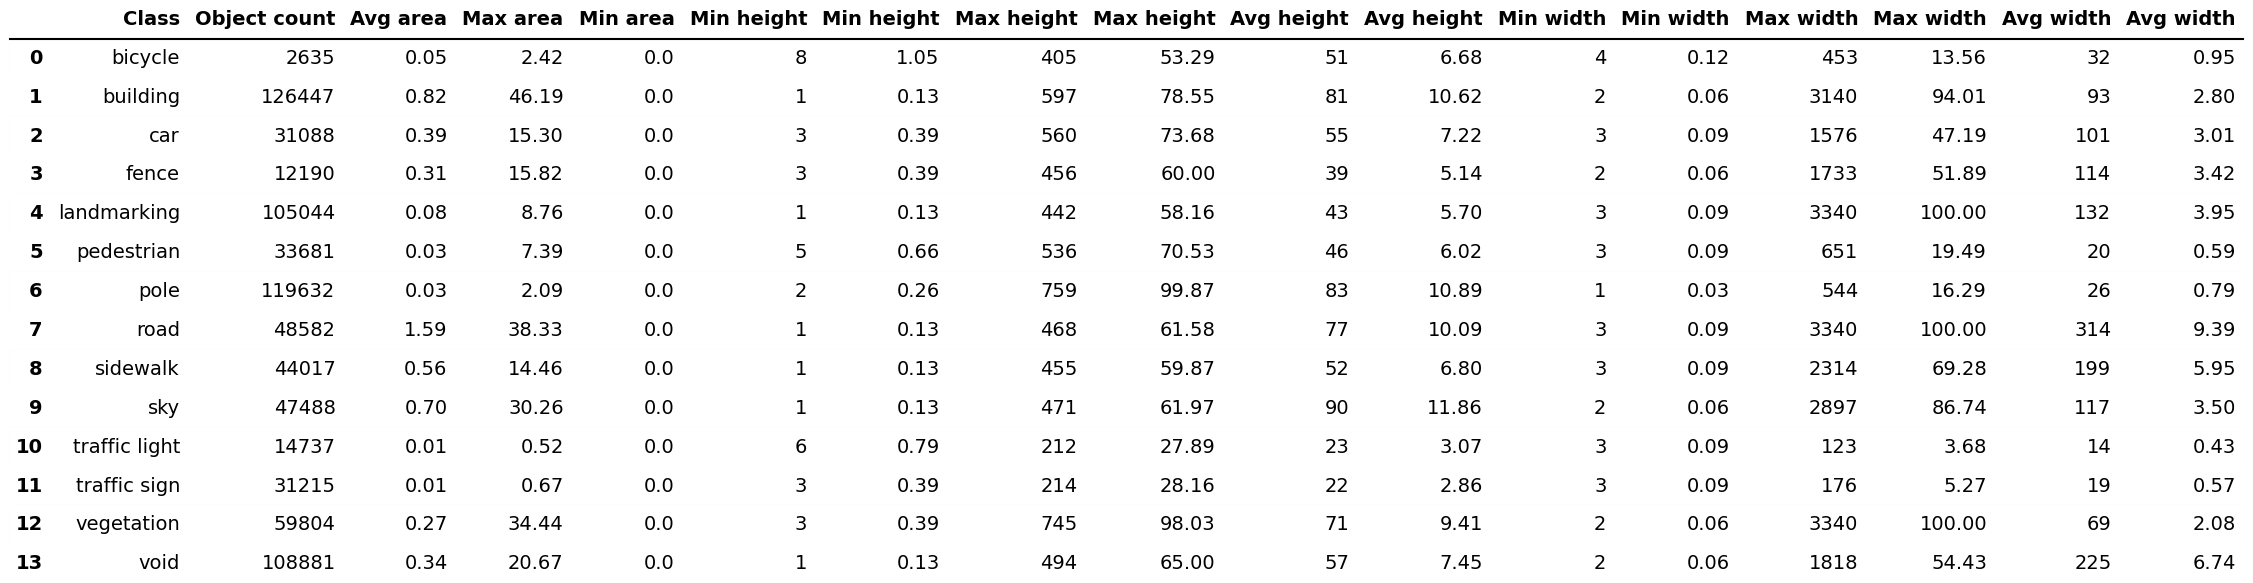 Class Object count Avg area Max area Min area Min height Min height Max height Max height Avg height Avg height Min width Min width Max width Max width Avg width Avg width
0 bicycle 2635 0.05 2.42 0.0 8 1.05 405 53.29 51 6.68 4 0.12 453 13.56 32 0.95
1 building 126447 0.82 46.19 0.0 1 0.13 597 78.55 81 10.62 2 0.06 3140 94.01 93 2.80
2 car 31088 0.39 15.30 0.0 3 0.39 560 73.68 55 7.22 3 0.09 1576 47.19 101 3.01
3 fence 12190 0.31 15.82 0.0 3 0.39 456 60.00 39 5.14 2 0.06 1733 51.89 114 3.42
4 landmarking 105044 0.08 8.76 0.0 1 0.13 442 58.16 43 5.70 3 0.09 3340 100.00 132 3.95
5 pedestrian 33681 0.03 7.39 0.0 5 0.66 536 70.53 46 6.02 3 0.09 651 19.49 20 0.59
6 pole 119632 0.03 2.09 0.0 2 0.26 759 99.87 83 10.89 1 0.03 544 16.29 26 0.79
7 road 48582 1.59 38.33 0.0 1 0.13 468 61.58 77 10.09 3 0.09 3340 100.00 314 9.39
8 sidewalk 44017 0.56 14.46 0.0 1 0.13 455 59.87 52 6.80 3 0.09 2314 69.28 199 5.95
9 sky 47488 0.70 30.26 0.0 1 0.13 471 61.97 90 11.86 2 0.06 2897 86.74 117 3.50
10 traffic light 14737 0.01 0.52 0.0 6 0.79 212 27.89 23 3.07 3 0.09 123 3.68 14 0.43
11 traffic sign 31215 0.01 0.67 0.0 3 0.39 214 28.16 22 2.86 3 0.09 176 5.27 19 0.57
12 vegetation 59804 0.27 34.44 0.0 3 0.39 745 98.03 71 9.41 2 0.06 3340 100.00 69 2.08
13 void 108881 0.34 20.67 0.0 1 0.13 494 65.00 57 7.45 2 0.06 1818 54.43 225 6.74